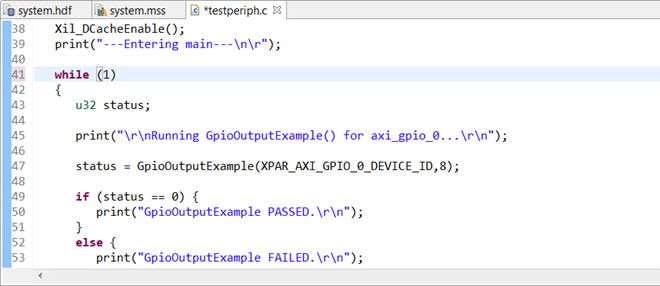 system.hdf system.mss *testperiph.c
38 Xil_DCacheEnable();
39 print("---Entering main---\n\r");
40
41 while (1)
42 {
43 u32 status;
44
45 print("\r\nRunning GpioOutputExample() for axi_gpio_0...\r\n");
46
47 status = GpioOutputExample(XPAR_AXI_GPIO_0_DEVICE_ID,8);
48
49 if (status == 0) {
50 print("GpioOutputExample PASSED.\r\n");
51 }
52 else {
53 print("GpioOutputExample FAILED.\r\n");